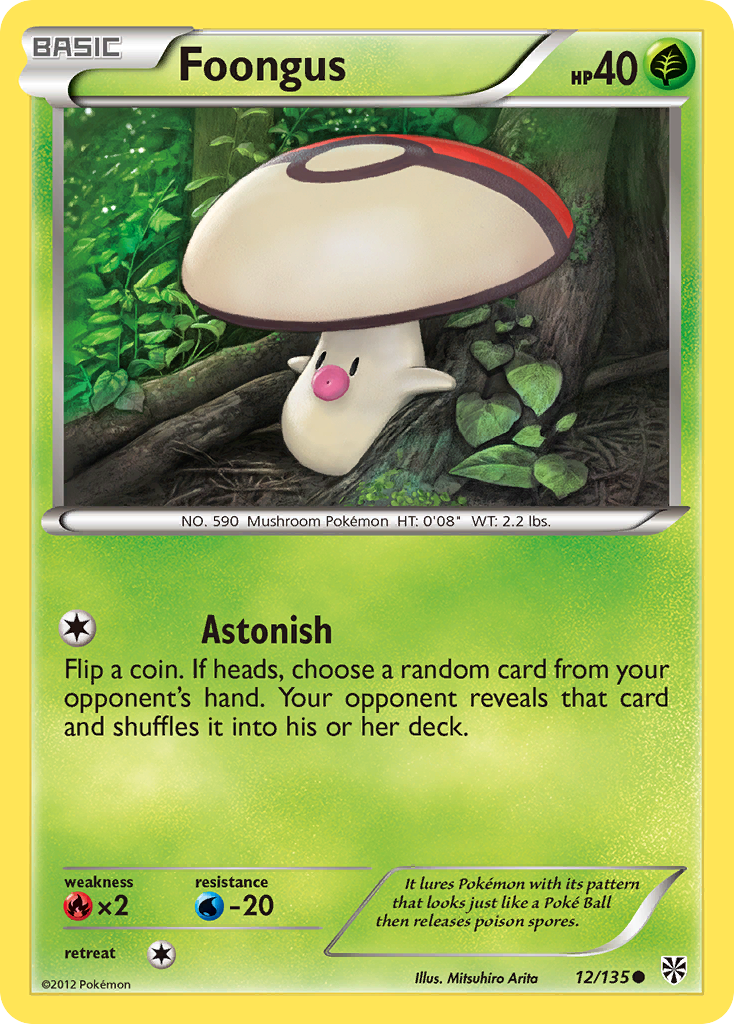 BASIC
Foongus
HP40
NO. 590 Mushroom Pokémon HT: 0'08" WT: 2.2 lbs.
Astonish
Flip a coin. If heads, choose a random card from your
opponent's hand. Your opponent reveals that card
and shuffles it into his or her deck.
weakness
×2
resistance
-20
retreat
It lures Pokémon with its pattern
that looks just like a Poké Ball
then releases poison spores.
©2012 Pokémon
Illus. Mitsuhiro Arita
12/135